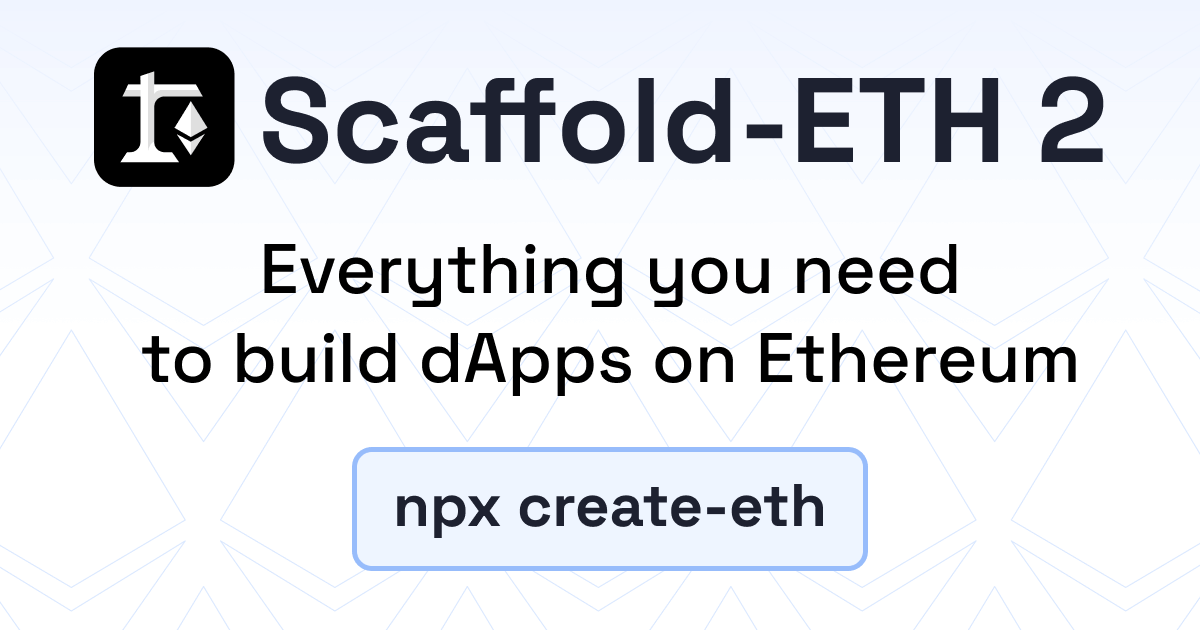 Scaffold-ETH 2
Everything you need
to build dApps on Ethereum
npx create-eth